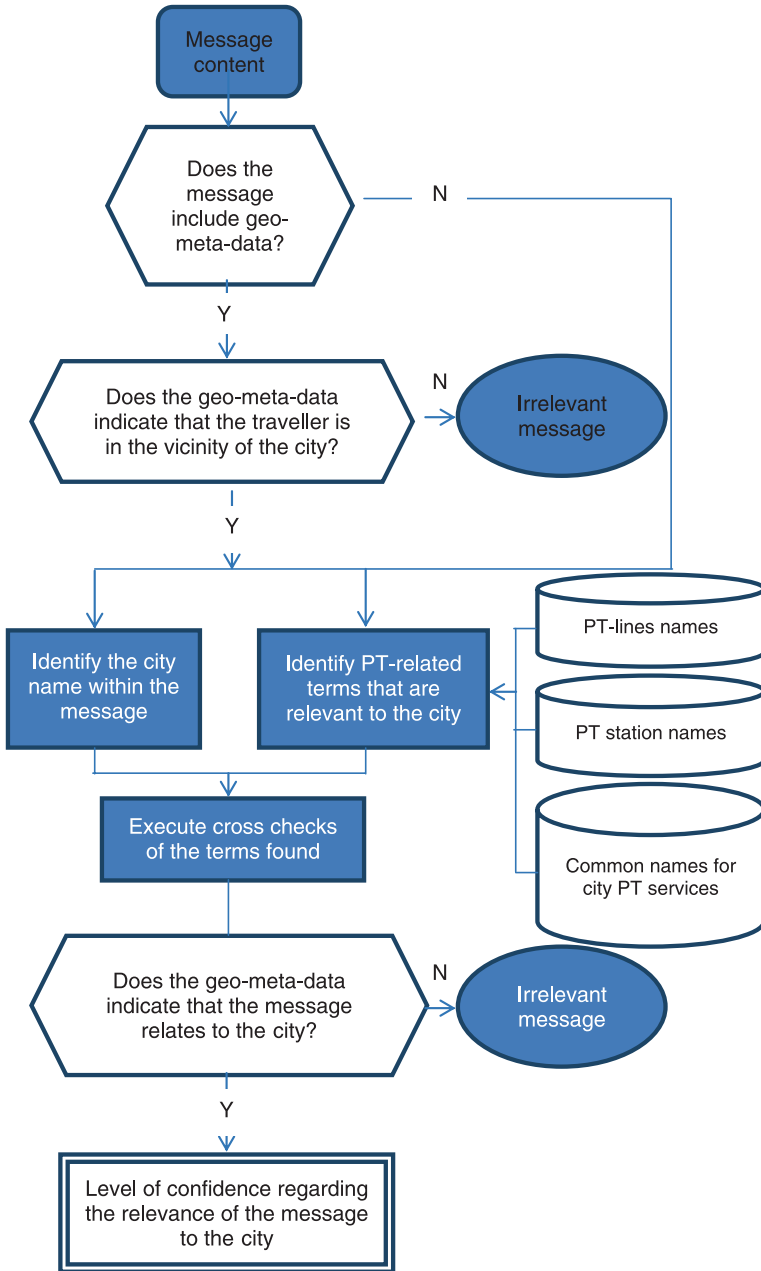 Message
content
Does the
message
include geo-
meta-data?
N
Y
Does the geo-meta-data
indicate that the traveller is
in the vicinity of the city?
N
Irrelevant
message
Y
Identify the city
name within the
message
Identify PT-related
terms that are
relevant to the city
PT-lines names
PT station names
Common names for
city PT services
Execute cross checks
of the terms found
Does the geo-meta-data
indicate that the message
relates to the city?
N
Irrelevant
message
Y
Level of confidence regarding
the relevance of the message
to the city